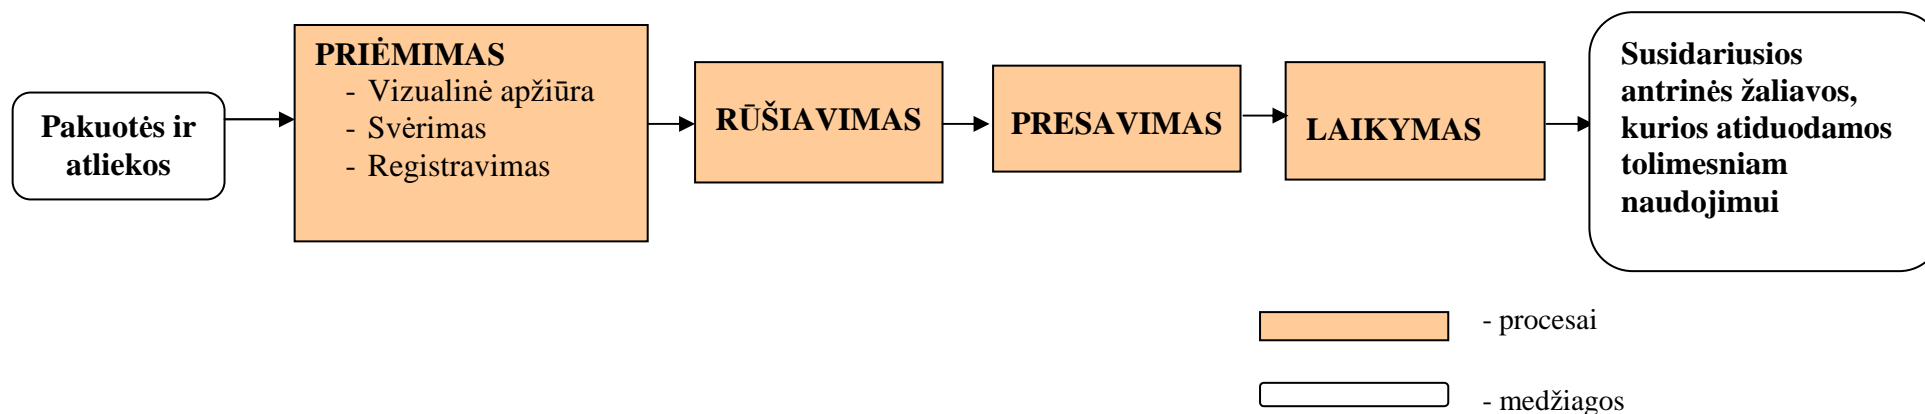 Pakuotės ir
atliekos
PRIĖMIMAS
- Vizualinė apžiūra
- Svėrimas
- Registravimas
RŪŠIAVIMAS
PRESAVIMAS
LAIKYMAS
Susidariusios
antrinės žaliavos,
kurios atiduodamos
tolimesniam
naudojimui
- procesai
- medžiagos